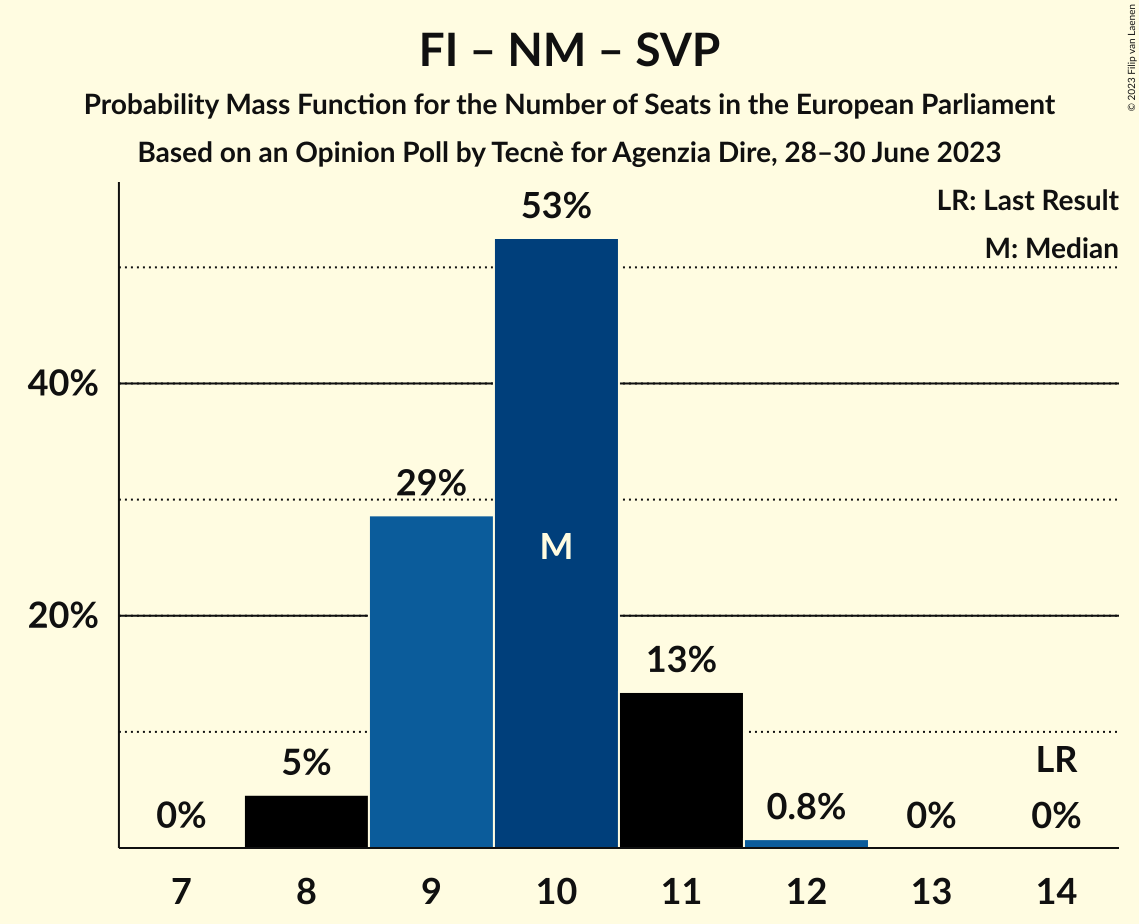 FI – NM – SVP
Probability Mass Function for the Number of Seats in the European Parliament
Based on an Opinion Poll by Tecnè for Agenzia Dire, 28–30 June 2023
© 2023 Filip van Laenen
LR: Last Result
M: Median
53%
40%
29%
M
20%
13%
5%
LR
0%
0.8%
0%
0%
7 8 9 10 11 12 13 14